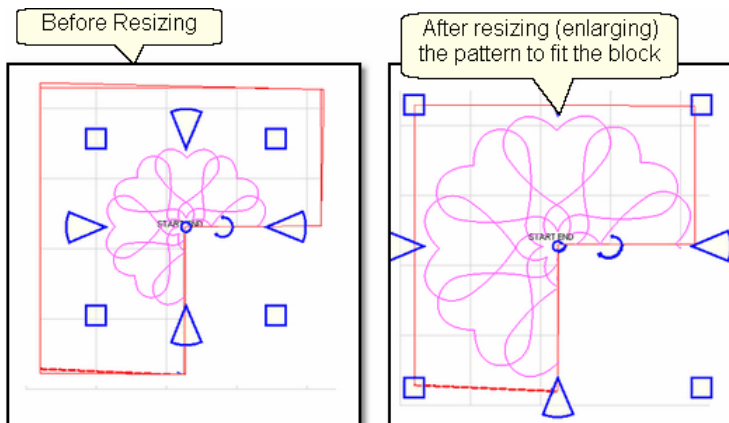 Before Resizing
START END
After resizing (enlarging)
the pattern to fit the block
START END